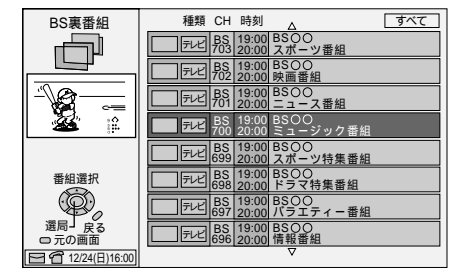 BS裏番組
種類 CH 時刻 すべて
テレビ BS 703 19:00 20:00 BS〇〇 スポーツ番組
テレビ BS 702 19:00 20:00 BS〇〇 映画番組
テレビ BS 701 19:00 20:00 BS〇〇 ニュース番組
テレビ BS 700 19:00 20:00 BS〇〇 ミュージック番組
テレビ BS 699 19:00 20:00 BS〇〇 スポーツ特集番組
テレビ BS 698 19:00 20:00 BS〇〇 ドラマ特集番組
テレビ BS 697 19:00 20:00 BS〇〇 バラエティー番組
テレビ BS 696 19:00 20:00 BS〇〇 情報番組
番組選択
選局 戻る
元の画面
12/24(日)16:00